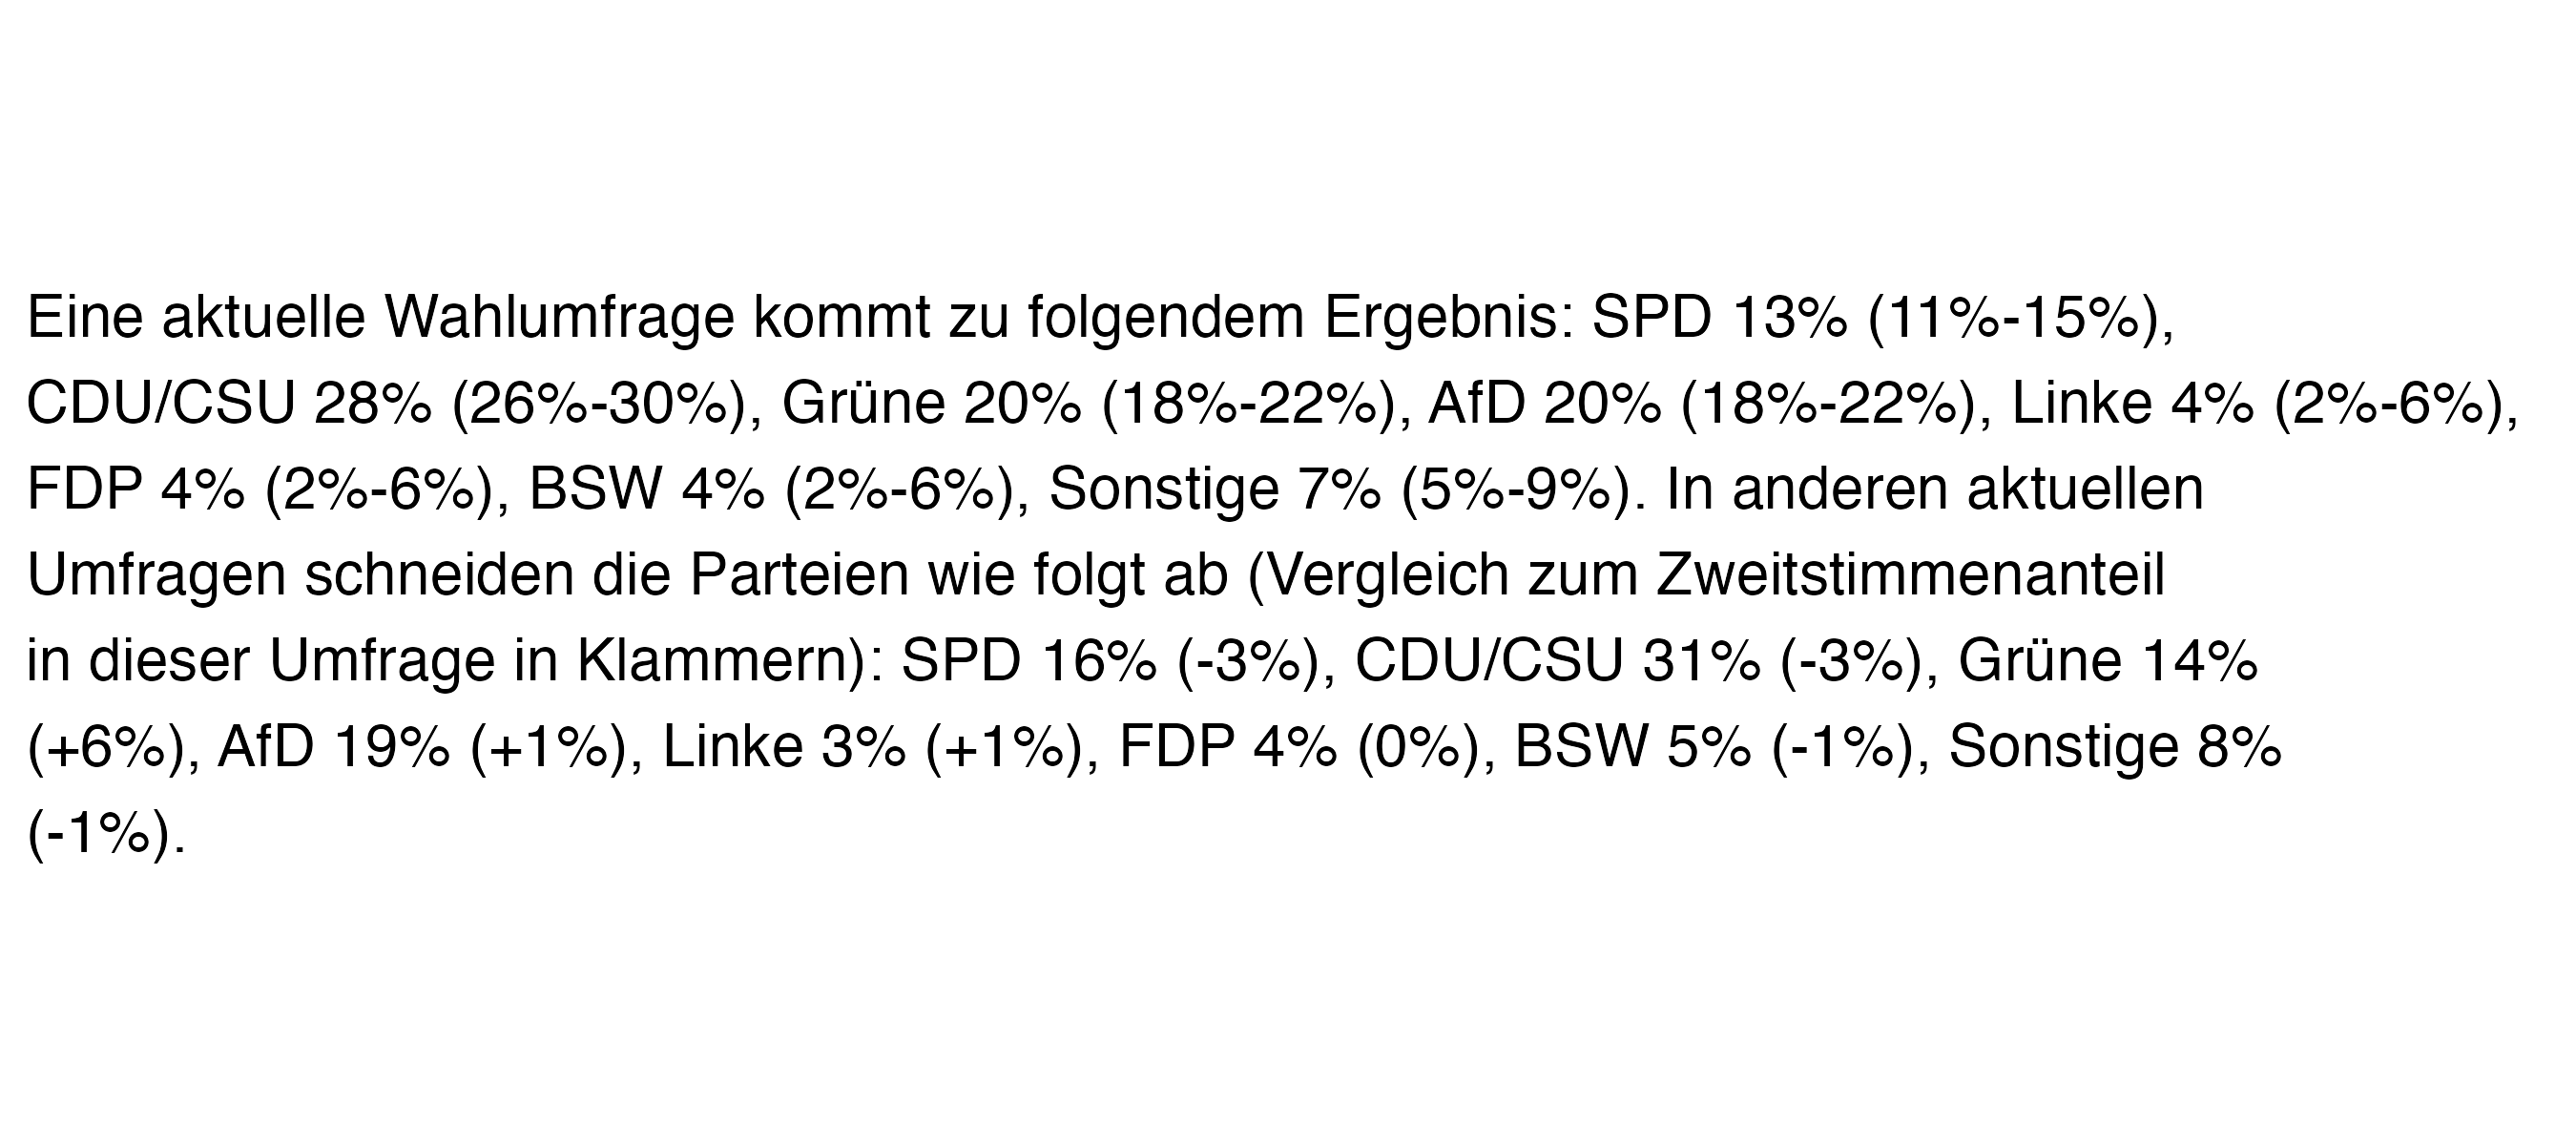 Eine aktuelle Wahlumfrage kommt zu folgendem Ergebnis: SPD 13% (11%-15%),
CDU/CSU 28% (26%-30%), Grüne 20% (18%-22%), AfD 20% (18%-22%), Linke 4% (2%-6%),
FDP 4% (2%-6%), BSW 4% (2%-6%), Sonstige 7% (5%-9%). In anderen aktuellen
Umfragen schneiden die Parteien wie folgt ab (Vergleich zum Zweitstimmenanteil
in dieser Umfrage in Klammern): SPD 16% (-3%), CDU/CSU 31% (-3%), Grüne 14%
(+6%), AfD 19% (+1%), Linke 3% (+1%), FDP 4% (0%), BSW 5% (-1%), Sonstige 8%
(-1%).